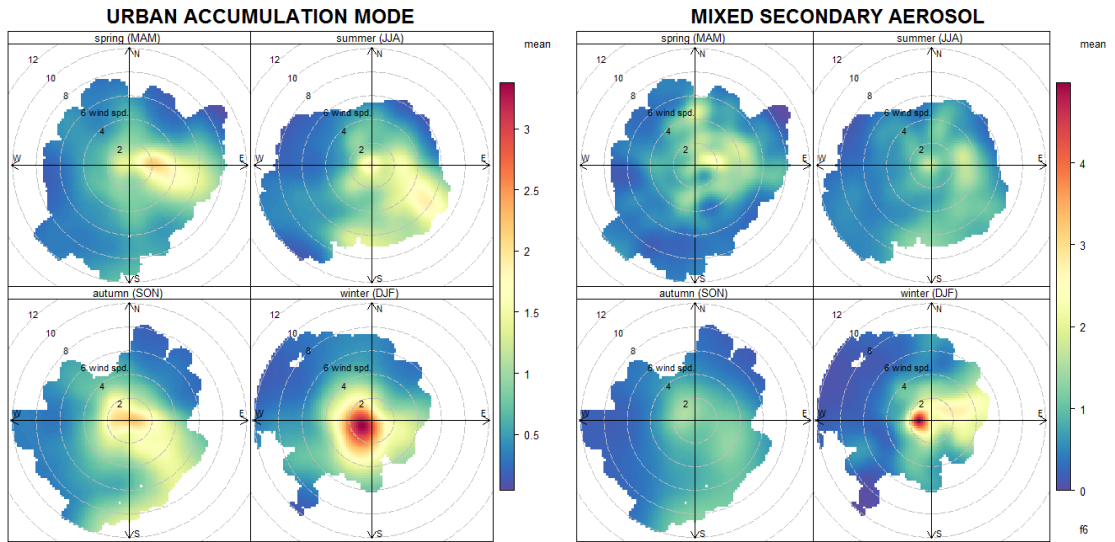 URBAN ACCUMULATION MODE
spring (MAM)
12
10
8
6 wind spd.
4
2
W
N
E
S
summer (JJA)
12
10
8
6 wind spd.
4
2
W
N
E
S
autumn (SON)
12
10
8
6 wind spd.
4
2
W
N
E
S
winter (DJF)
12
10
8
6 wind spd.
4
2
W
N
E
S
mean
3
2.5
2
1.5
1
0.5
MIXED SECONDARY AEROSOL
spring (MAM)
12
10
8
6 wind spd.
4
2
W
N
E
S
summer (JJA)
12
10
8
6 wind spd.
4
2
W
N
E
S
autumn (SON)
12
10
8
6 wind spd.
4
2
W
N
E
S
winter (DJF)
12
10
8
6 wind spd.
4
2
W
N
E
S
mean
4
3
2
1
0
f6